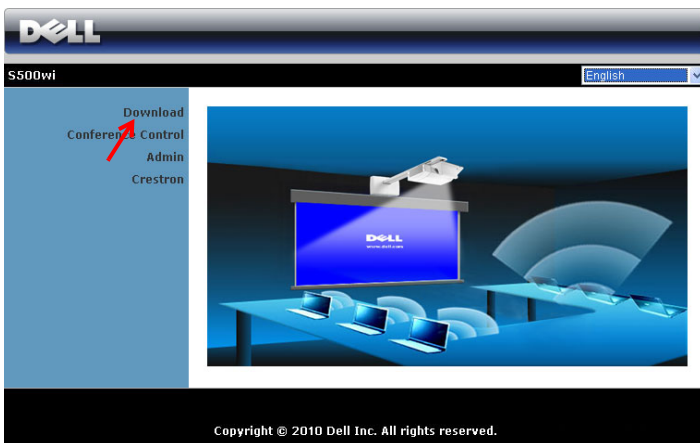 DELL
S500wi
English
Download
Conference Control
Admin
Crestron
DELL
www.dell.com
Copyright © 2010 Dell Inc. All rights reserved.